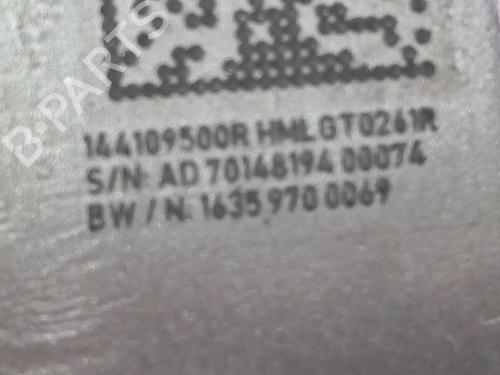 B-PARTS
144109500R HMLGT0261R
S/N: AD 70148194 00074
BW / N: 1635 970 0069